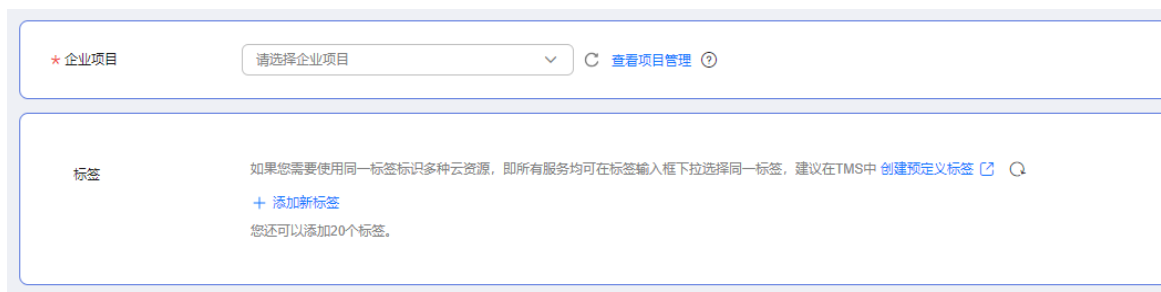 * 企业项目 请选择企业项目 查看项目管理 ?
标签 如果您需要使用同一标签标识多种云资源，即所有服务均可在标签输入框下拉选择同一标签，建议在TMS中 创建预定义标签
+ 添加新标签
您还可以添加20个标签。